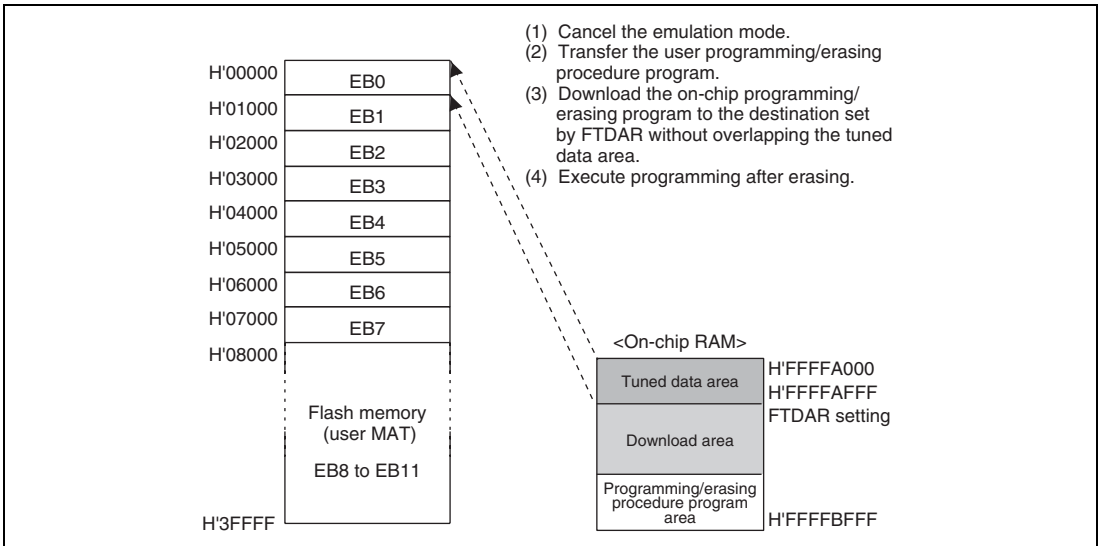 (1) Cancel the emulation mode.
(2) Transfer the user programming/erasing
procedure program.
(3) Download the on-chip programming/
erasing program to the destination set
by FTDAR without overlapping the tuned
data area.
(4) Execute programming after erasing.
H'00000
EB0
H'01000
EB1
H'02000
EB2
H'03000
EB3
H'04000
EB4
H'05000
EB5
H'06000
EB6
H'07000
EB7
H'08000
Flash memory
(user MAT)
EB8 to EB11
H'3FFFF
<On-chip RAM>
Tuned data area
H'FFFFA000
H'FFFFAFFF
FTDAR setting
Download area
Programming/erasing
procedure program
area
H'FFFFBFFF